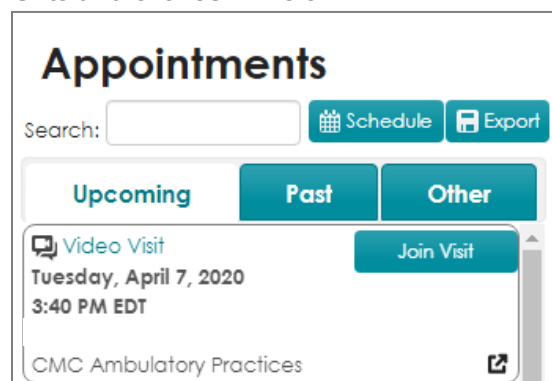 Appointments
Search:
Schedule
Export
Upcoming
Past
Other
Video Visit
Join Visit
Tuesday, April 7, 2020
3:40 PM EDT
CMC Ambulatory Practices